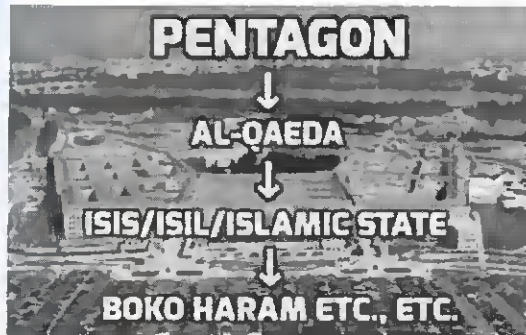 PENTAGON
↓
AL-QAEDA
↓
ISIS/ISIL/ISLAMIC STATE
↓
BOKO HARAM ETC., ETC.